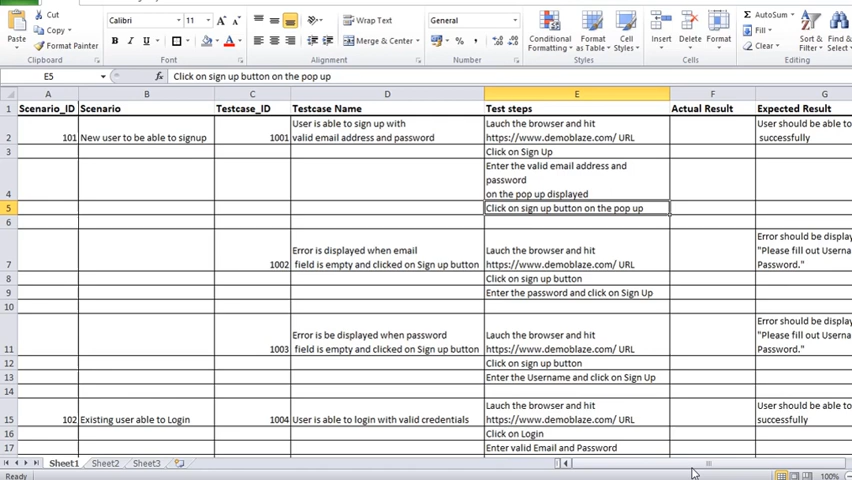 Cut
Calibri 11 A A Wrap Text General AutoSum
Copy
Fill
Paste Format Painter B I U A Merge & Center % , Conditional Format Cell Insert Delete Format Clear Sort & Find &
Formatting as Table Styles Filter Selec
Clipboard Font Alignment Number Styles Cells Editing
E5 fx Click on sign up button on the pop up
A B C D E F G
1 Scenario_ID Scenario Testcase_ID Testcase Name Test steps Actual Result Expected Result
User is able to sign up with Lauch the browser and hit User should be able to
2 101 New user to be able to signup 1001 valid email address and password https://www.demoblaze.com/ URL successfully
3 Click on Sign Up
Enter the valid email address and
password
4 on the pop up displayed
5 Click on sign up button on the pop up
6
Error should be display
Error is displayed when email Lauch the browser and hit "Please fill out Userna
7 1002 field is empty and clicked on Sign up button https://www.demoblaze.com/ URL Password."
8 Click on sign up button
9 Enter the password and click on Sign Up
10
Error should be display
Error is be displayed when password Lauch the browser and hit "Please fill out Userna
11 1003 field is empty and clicked on Sign up button https://www.demoblaze.com/ URL Password."
12 Click on sign up button
13 Enter the Username and click on Sign Up
14
Lauch the browser and hit User should be able to
15 102 Existing user able to Login 1004 User is able to login with valid credentials https://www.demoblaze.com/ URL successfully
16 Click on Login
17 Enter valid Email and Password
Sheet1 Sheet2 Sheet3
Ready 100%